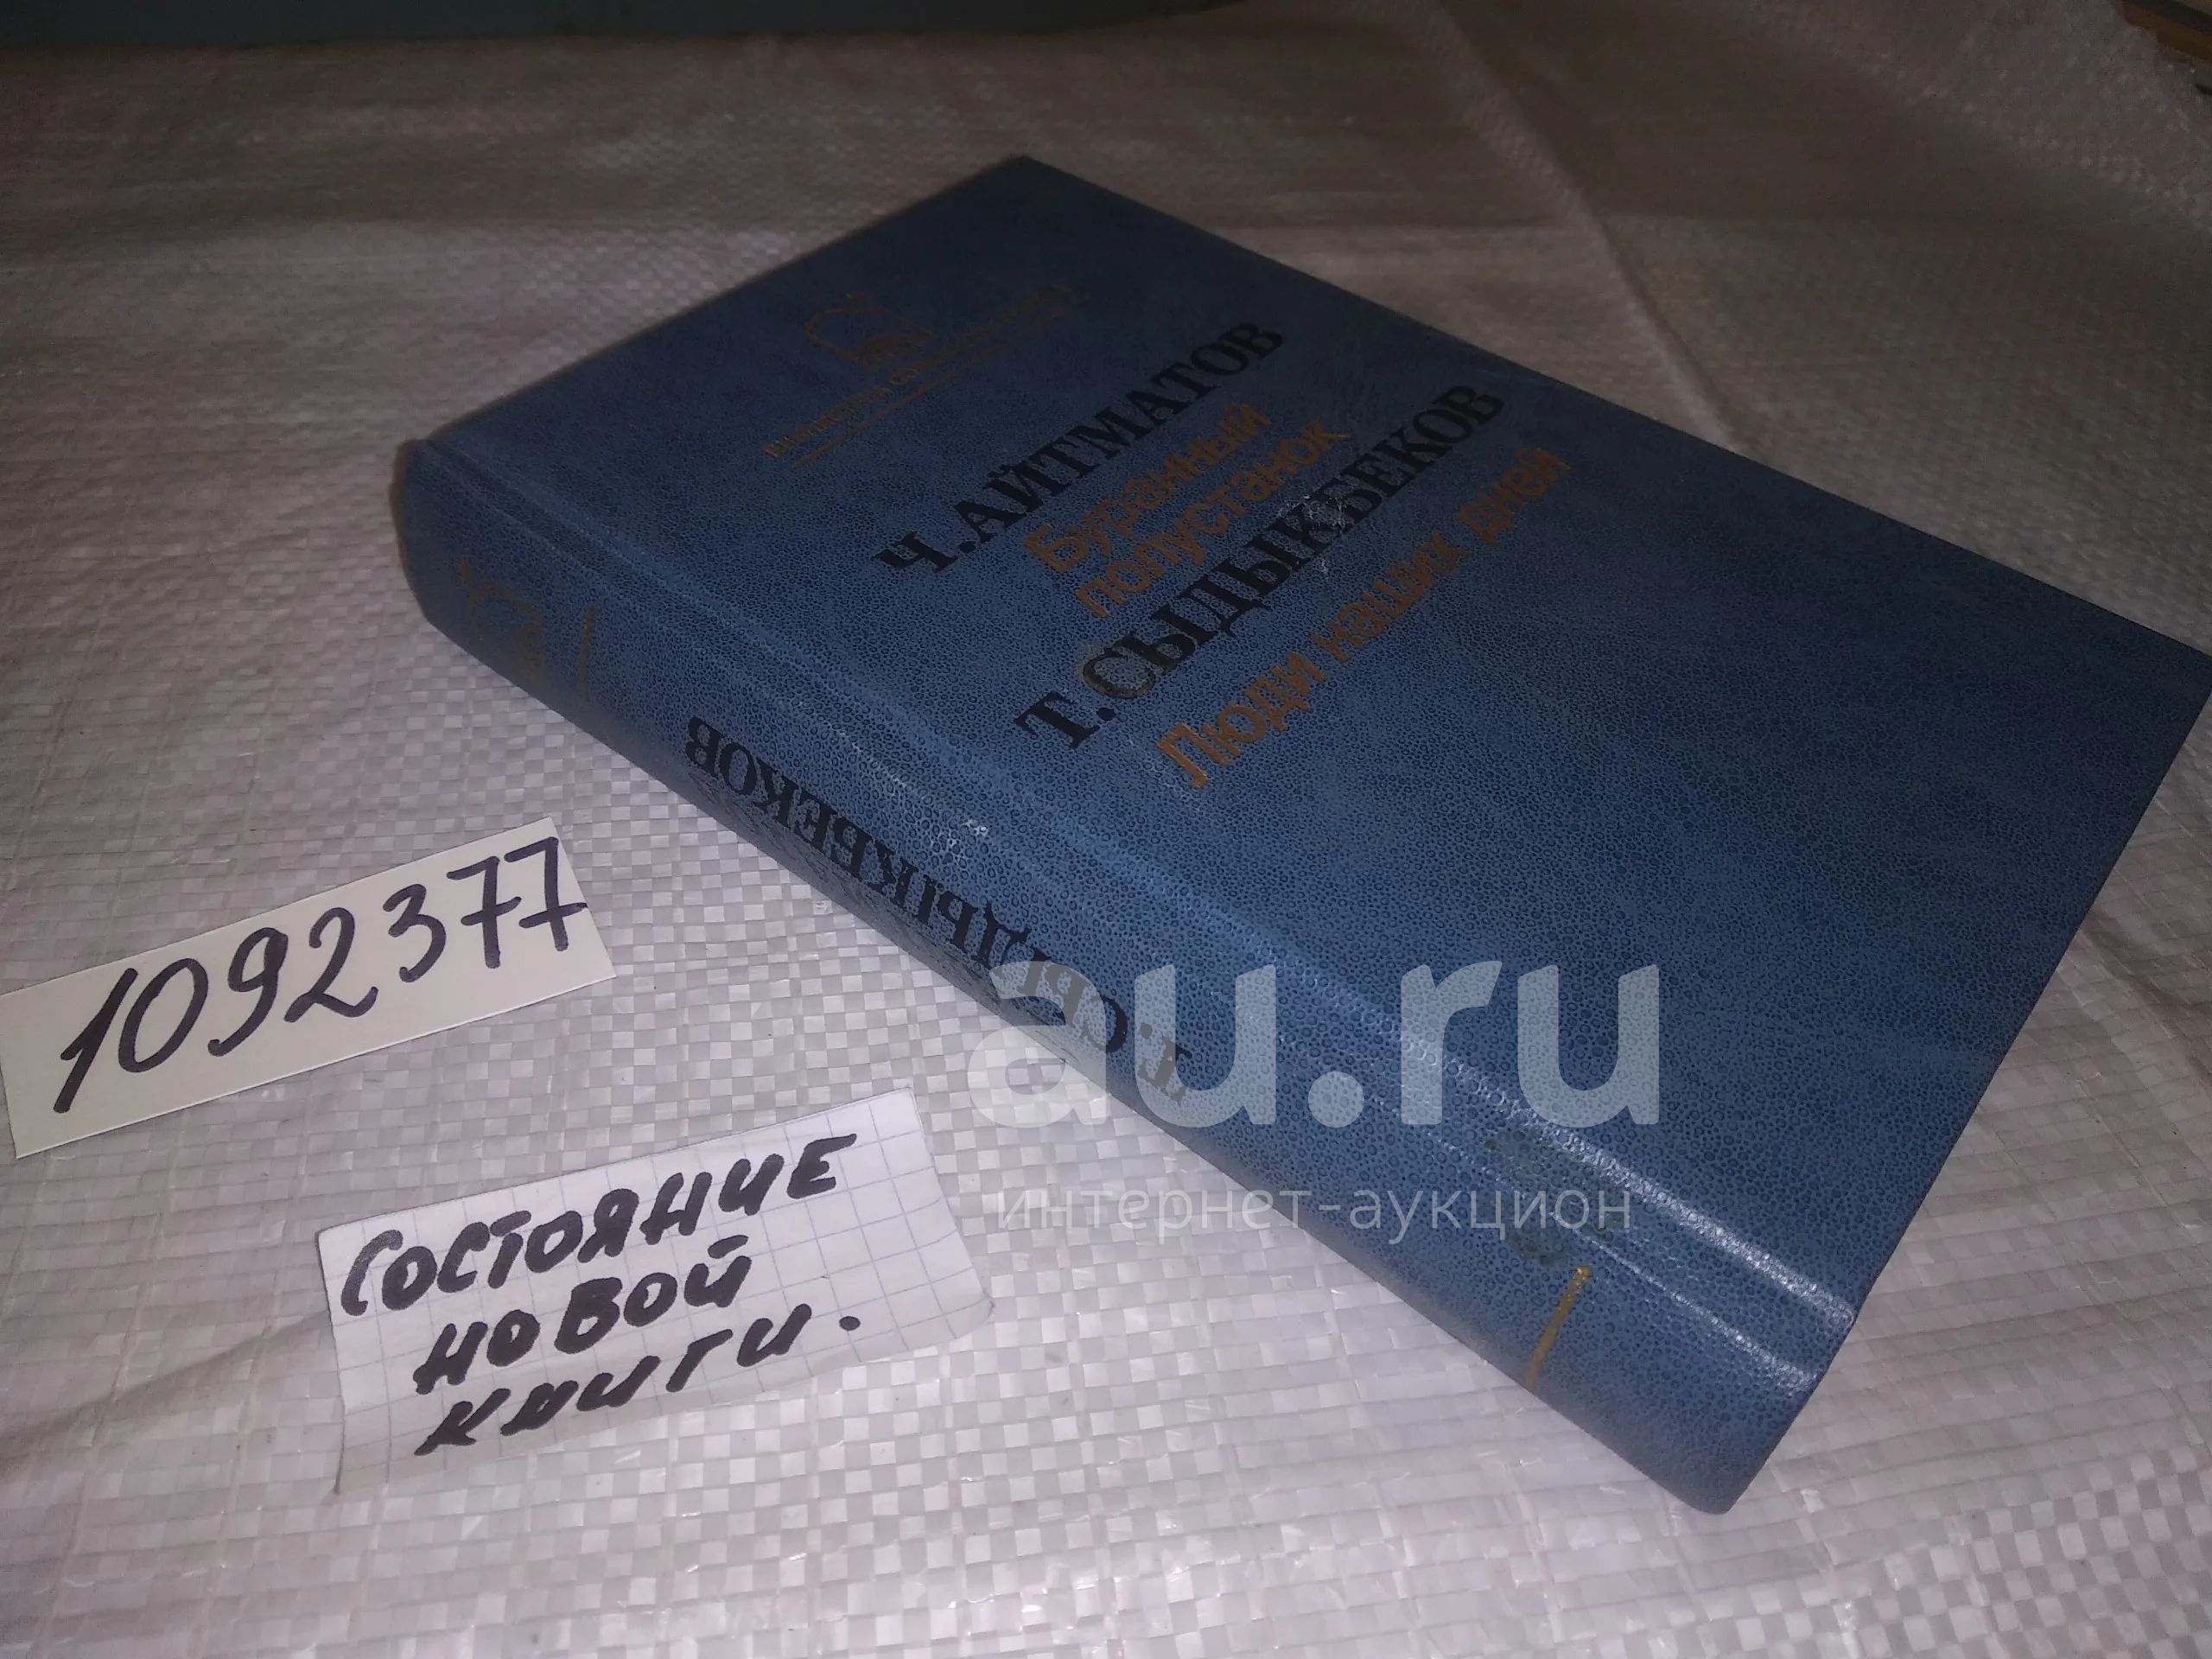 Ч.АЙТМАТОВ
Буранный
полустанок
Т.СЫДЫКБЕКОВ
Люди наших дней
Т.СЫДЫКБЕКОВ
1092377
СОСТОЯНИЕ
НОВОЙ
КНИГИ.
au.ru
интернет-аукцион